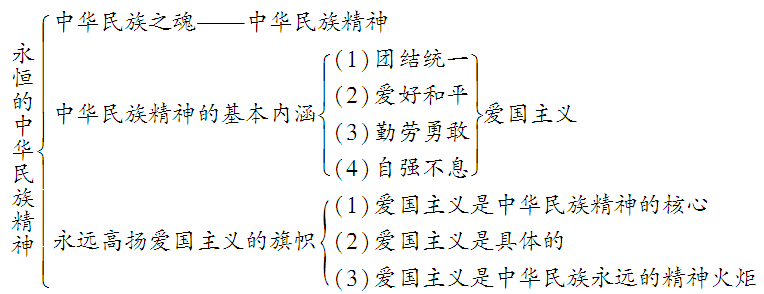 永恒的中华民族精神
中华民族之魂——中华民族精神
中华民族精神的基本内涵
(1)团结统一
(2)爱好和平
(3)勤劳勇敢
(4)自强不息
爱国主义
永远高扬爱国主义的旗帜
(1)爱国主义是中华民族精神的核心
(2)爱国主义是具体的
(3)爱国主义是中华民族永远的精神火炬